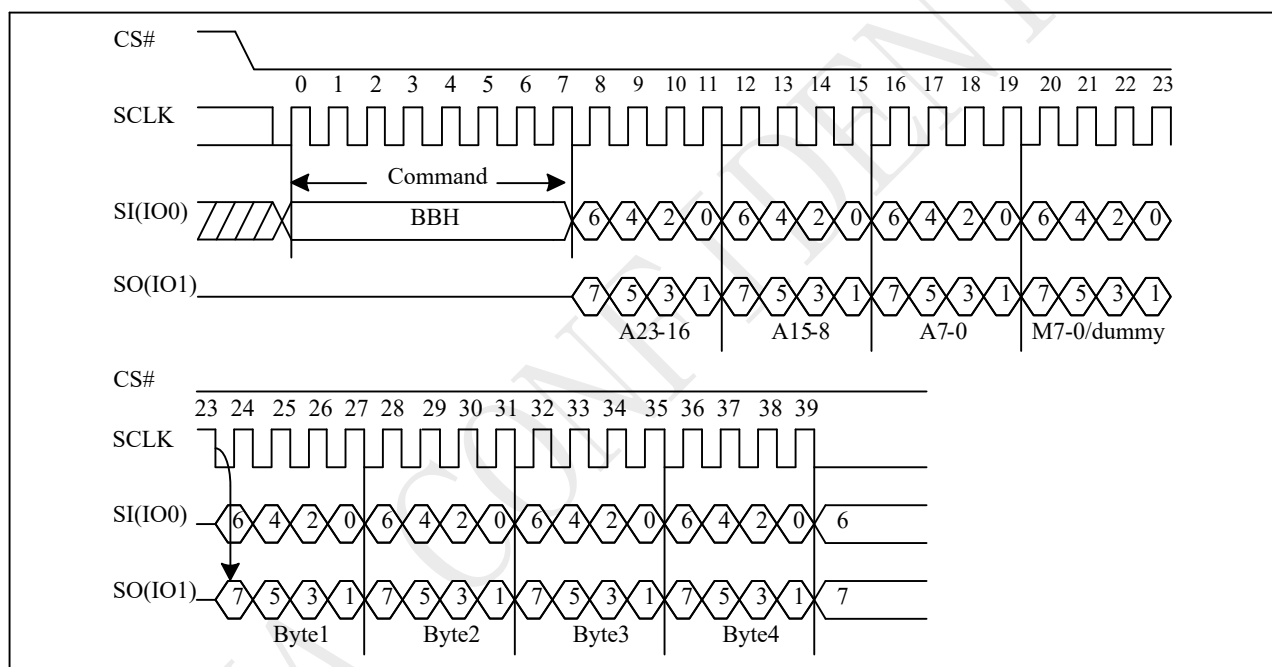 CS#
0 1 2 3 4 5 6 7 8 9 10 11 12 13 14 15 16 17 18 19 20 21 22 23
SCLK
Command
SI(IO0) BBH 6 4 2 0 6 4 2 0 6 4 2 0 6 4 2 0
SO(IO1) 7 5 3 1 7 5 3 1 7 5 3 1 7 5 3 1
A23-16 A15-8 A7-0 M7-0/dummy
CS#
23 24 25 26 27 28 29 30 31 32 33 34 35 36 37 38 39
SCLK
SI(IO0) 6 4 2 0 6 4 2 0 6 4 2 0 6 4 2 0 6
SO(IO1) 7 5 3 1 7 5 3 1 7 5 3 1 7 5 3 1 7
Byte1 Byte2 Byte3 Byte4